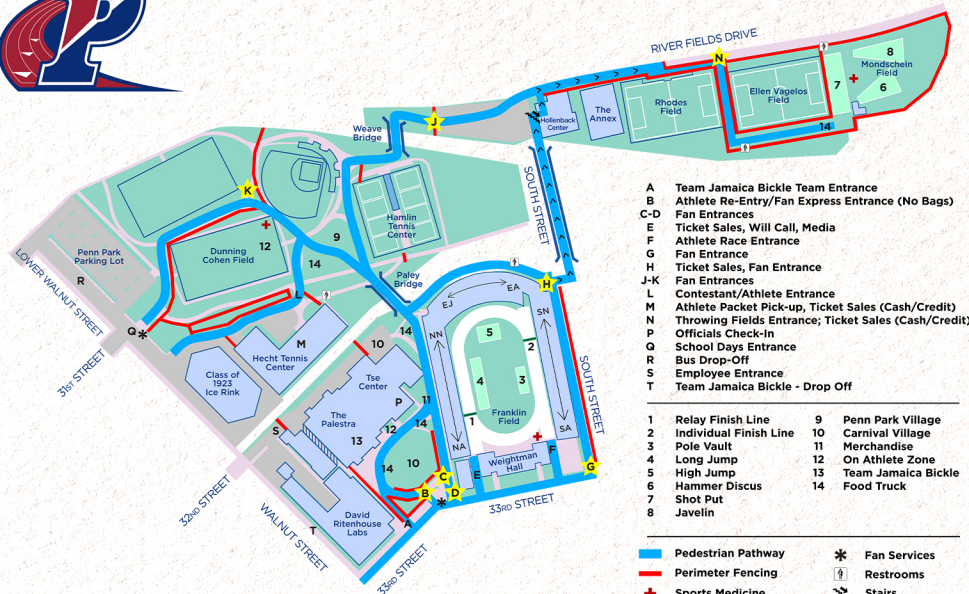 P
RIVER FIELDS DRIVE
N
8
Mondschein
Field
7
6
Ellen Vagelos
Field
14
Rhodes
Field
The
Annex
Hollenback
Center
J
Weave
Bridge
SOUTH STREET
K
Hamlin
Tennis
Center
9
12
Dunning
Cohen Field
14
Penn Park
Parking Lot
R
LOWER WALNUT STREET
Paley
Bridge
L
Q
31ST STREET
H
EJ
EA
NN
SN
14
10
M
Hecht Tennis
Center
Class of
1923
Ice Rink
Tse
Center
P
11
5
2
4
3
1
Franklin
Field
NA
SA
SOUTH STREET
The
Palestra
13
12
14
S
14
10
C
B
D
A
E
Weightman
Hall
F
G
33RD STREET
32ND STREET
WALNUT STREET
T
David
Rittenhouse
Labs
33RD STREET
A Team Jamaica Bickle Team Entrance
B Athlete Re-Entry/Fan Express Entrance (No Bags)
C-D Fan Entrances
E Ticket Sales, Will Call, Media
F Athlete Race Entrance
G Fan Entrance
H Ticket Sales, Fan Entrance
J-K Fan Entrances
L Contestant/Athlete Entrance
M Athlete Packet Pick-up, Ticket Sales (Cash/Credit)
N Throwing Fields Entrance; Ticket Sales (Cash/Credit)
P Officials Check-In
Q School Days Entrance
R Bus Drop-Off
S Employee Entrance
T Team Jamaica Bickle - Drop Off
1 Relay Finish Line
2 Individual Finish Line
3 Pole Vault
4 Long Jump
5 High Jump
6 Hammer Discus
7 Shot Put
8 Javelin
9 Penn Park Village
10 Carnival Village
11 Merchandise
12 On Athlete Zone
13 Team Jamaica Bickle
14 Food Truck
Pedestrian Pathway
Perimeter Fencing
Sports Medicine
Fan Services
Restrooms
Stairs